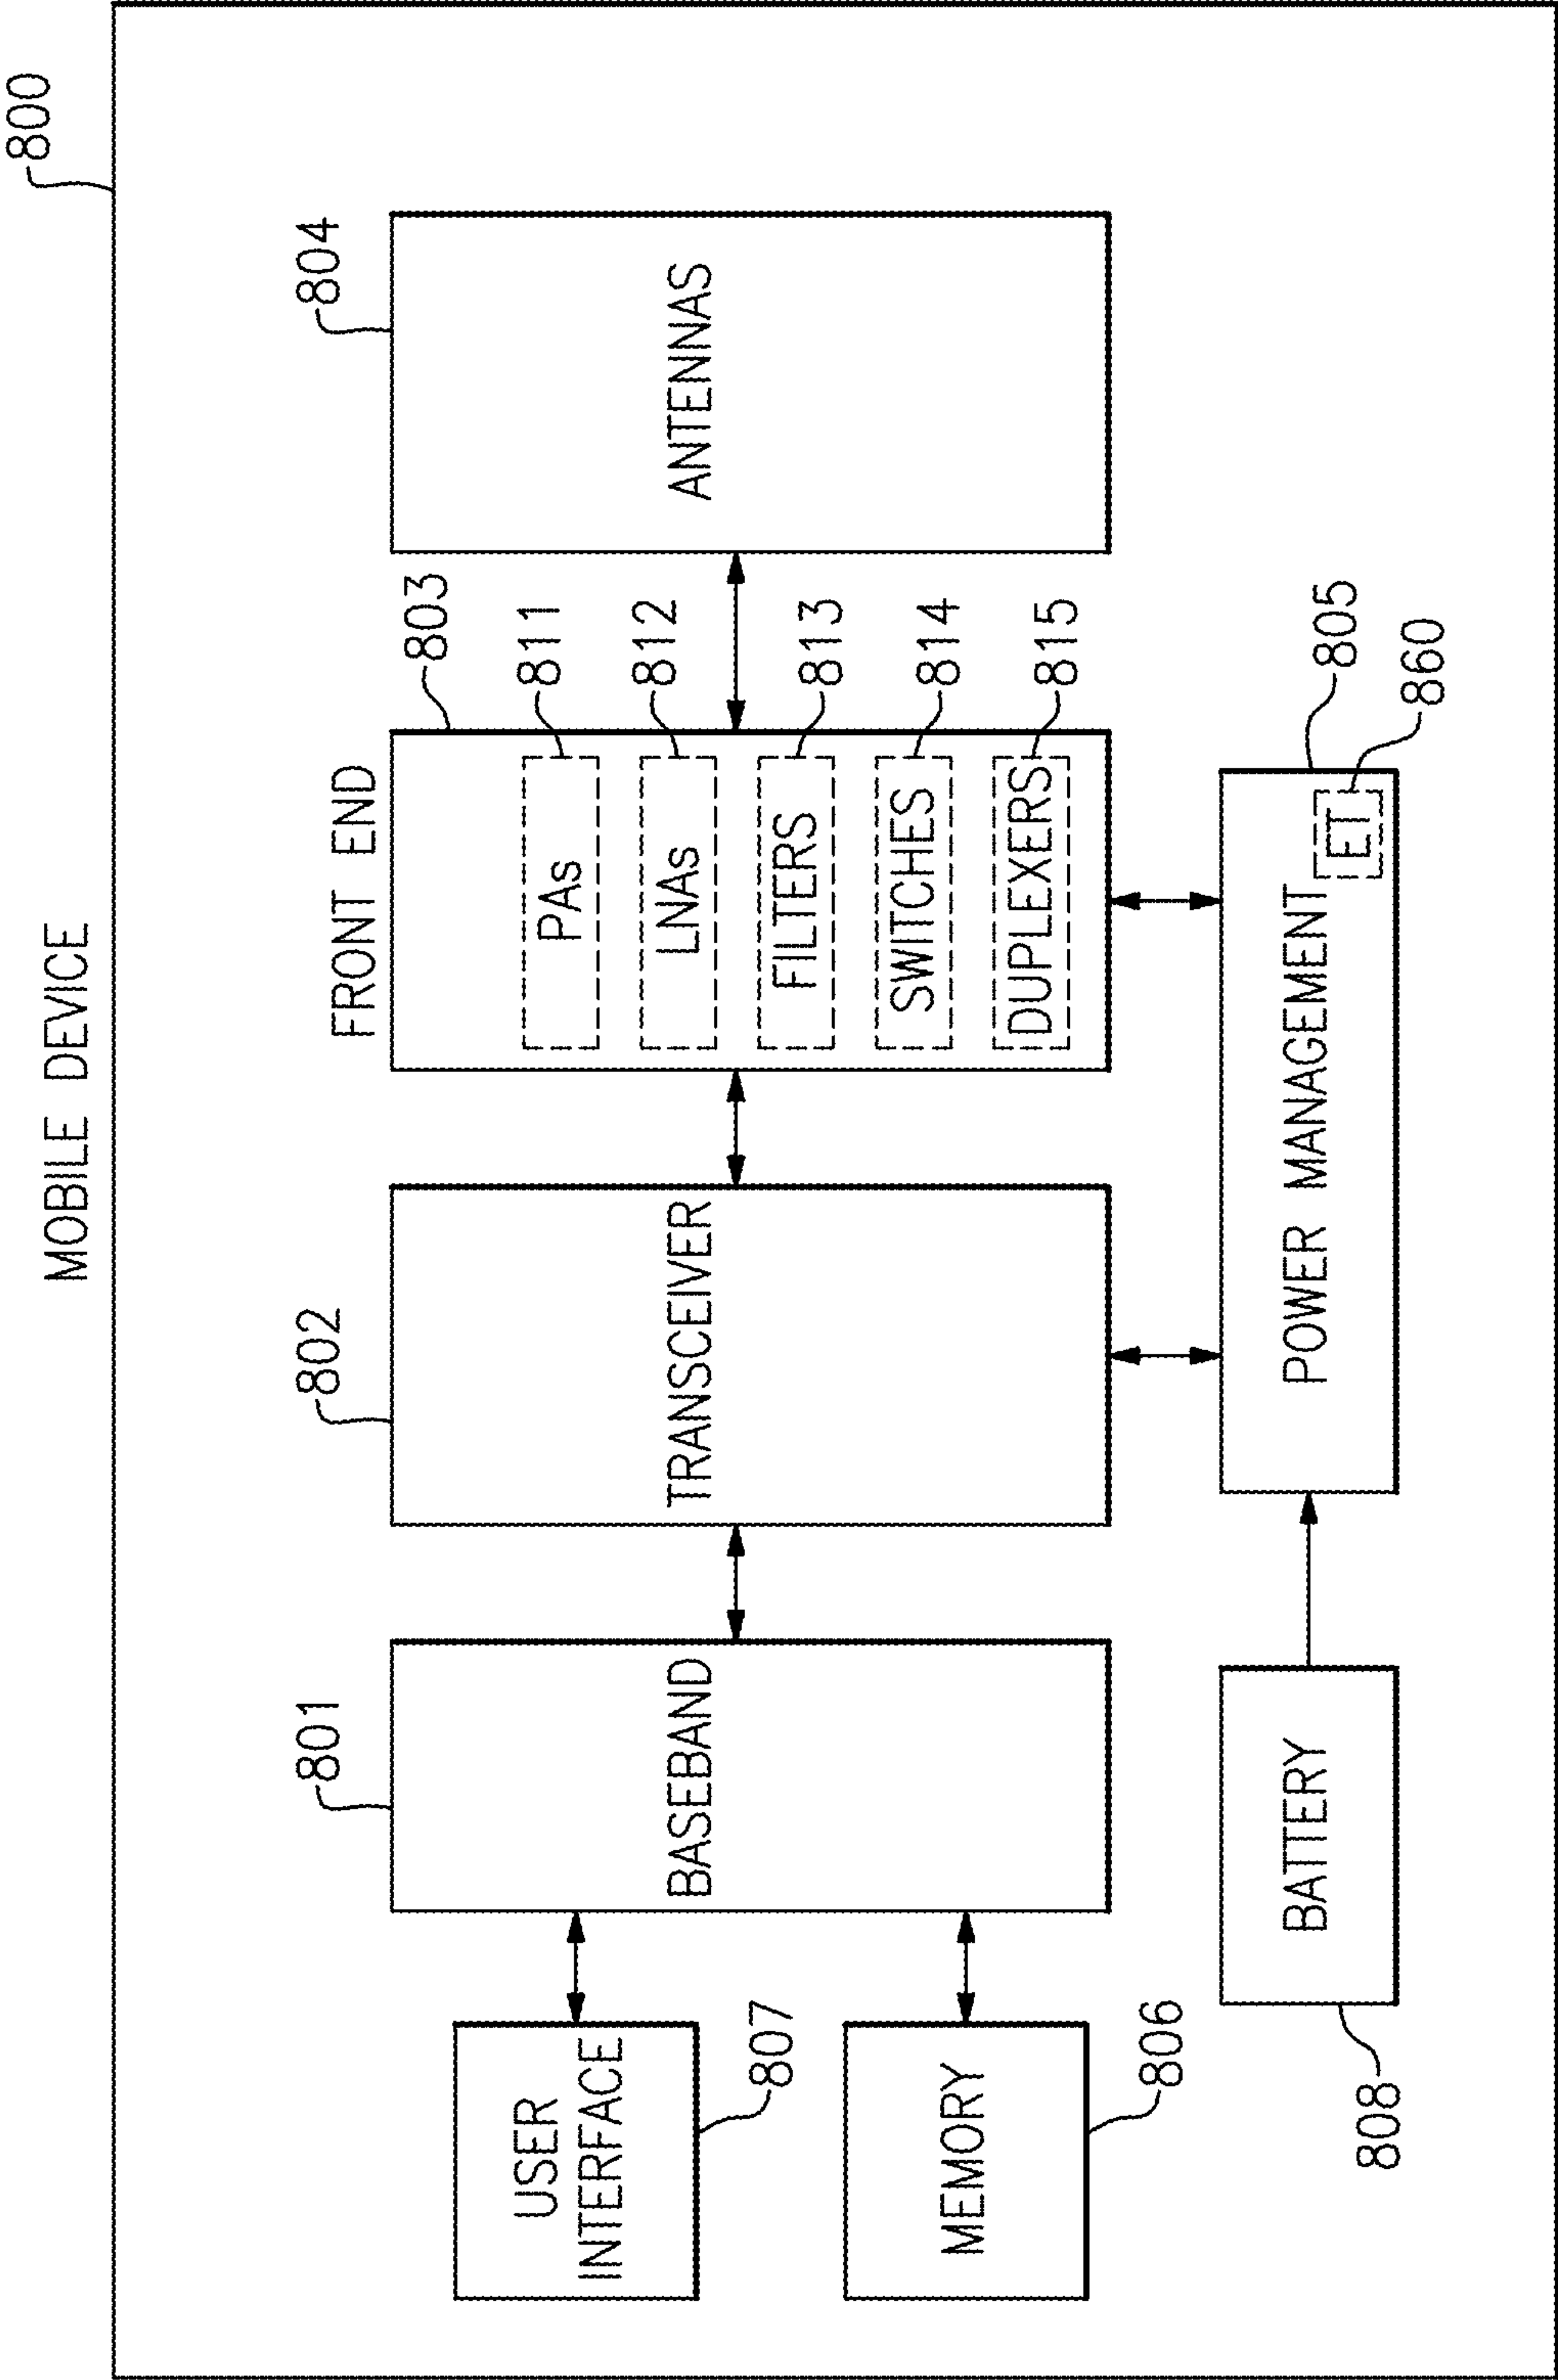 MOBILE DEVICE
800
FRONT END
801
802
803
804
USER
INTERFACE
807
MEMORY
806
BASEBAND
TRANSCEIVER
PAs
811
LNAs
812
FILTERS
813
SWITCHES
814
DUPLEXERS
815
ANTENNAS
BATTERY
808
POWER MANAGEMENT
ET
805
860